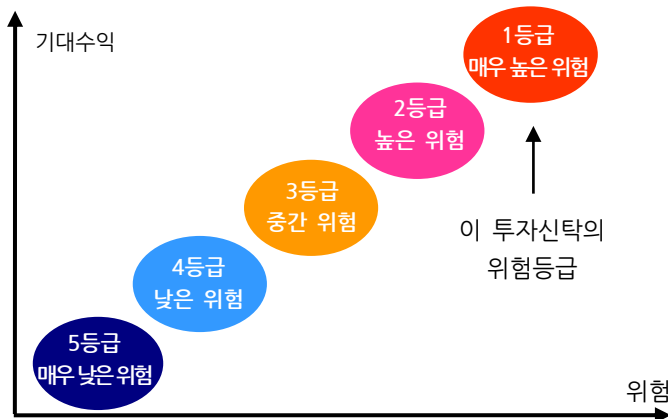 기대수익
1등급
매우 높은 위험
2등급
높은 위험
3등급
중간 위험
이 투자신탁의
위험등급
4등급
낮은 위험
5등급
매우 낮은 위험
위험